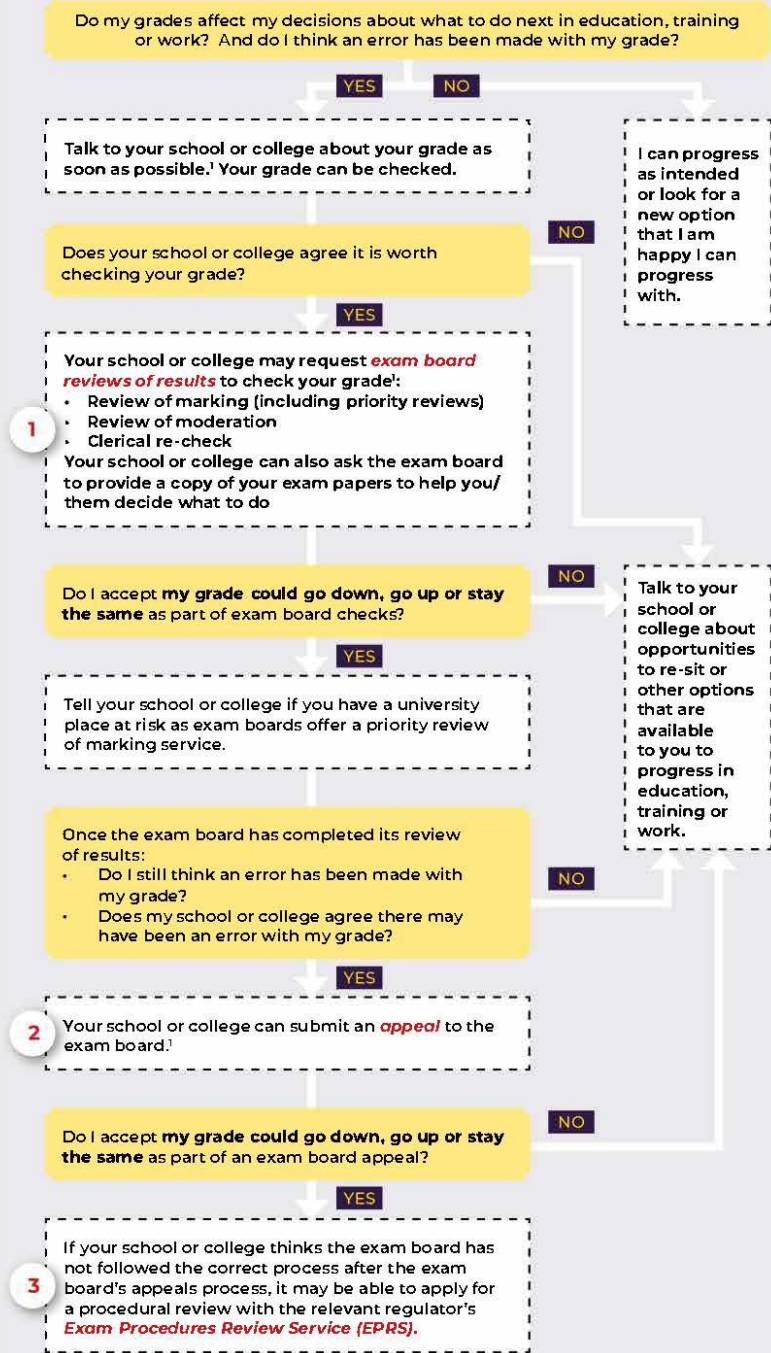 Do my grades affect my decisions about what to do next in education, training
or work? And do I think an error has been made with my grade?
YES
NO
Talk to your school or college about your grade as
soon as possible.¹ Your grade can be checked.
I can progress
as intended
or look for a
new option
that I am
happy I can
progress
with.
Does your school or college agree it is worth
checking your grade?
NO
YES
1
Your school or college may request exam board
reviews of results to check your grade¹:
• Review of marking (including priority reviews)
• Review of moderation
• Clerical re-check
Your school or college can also ask the exam board
to provide a copy of your exam papers to help you/
them decide what to do
Do I accept my grade could go down, go up or stay
the same as part of exam board checks?
NO
YES
Talk to your
school or
college about
opportunities
to re-sit or
other options
that are
available
to you to
progress in
education,
training or
work.
Tell your school or college if you have a university
place at risk as exam boards offer a priority review
of marking service.
Once the exam board has completed its review
of results:
• Do I still think an error has been made with
my grade?
• Does my school or college agree there may
have been an error with my grade?
NO
YES
2
Your school or college can submit an appeal to the
exam board.¹
Do I accept my grade could go down, go up or stay
the same as part of an exam board appeal?
NO
YES
3
If your school or college thinks the exam board has
not followed the correct process after the exam
board's appeals process, it may be able to apply for
a procedural review with the relevant regulator's
Exam Procedures Review Service (EPRS).